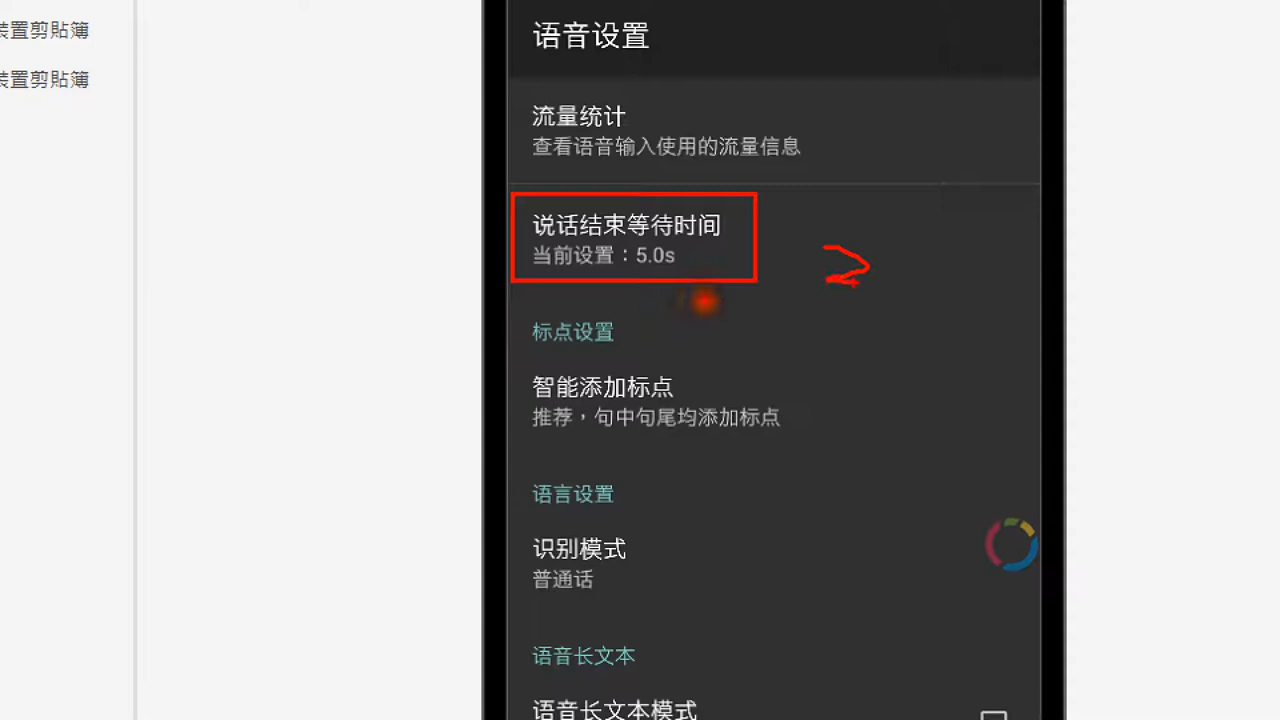 置剪貼簿
置剪貼簿
语音设置
流量统计
查看语音输入使用的流量信息
说话结束等待时间
当前设置：5.0s
2
标点设置
智能添加标点
推荐，句中句尾均添加标点
语言设置
识别模式
普通话
语音长文本
语音长文本模式